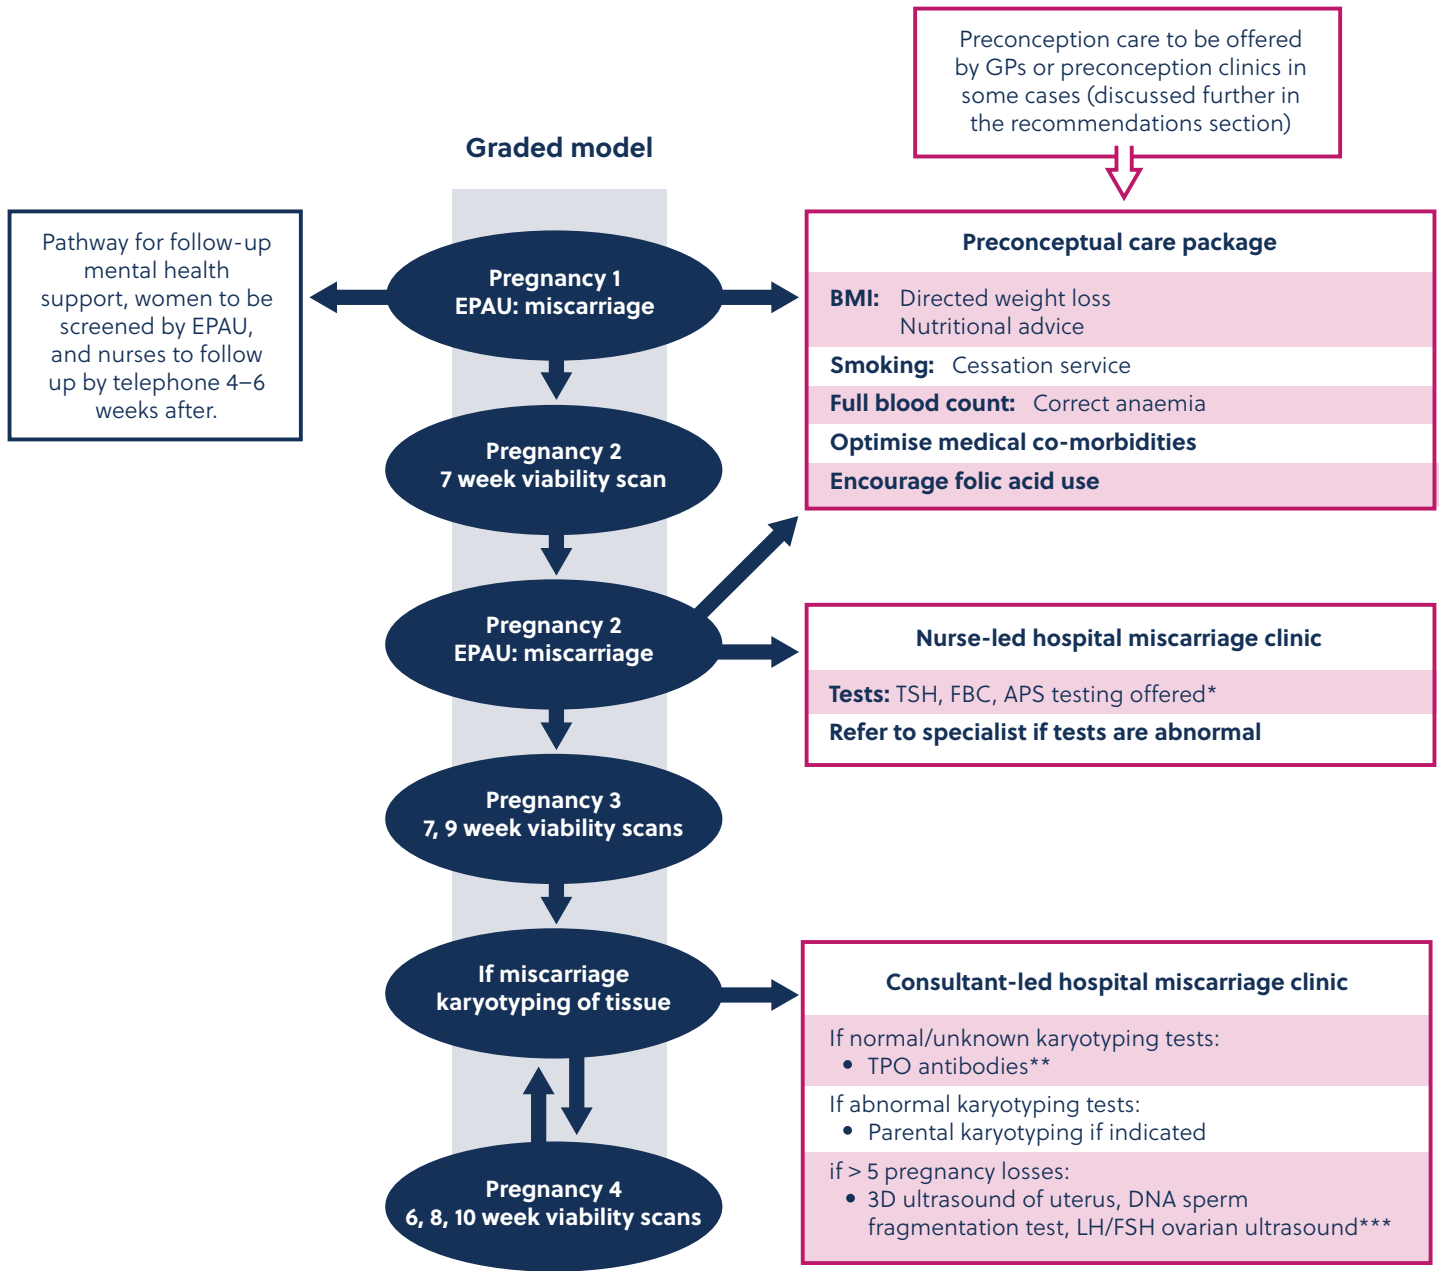 Preconception care to be offered
by GPs or preconception clinics in
some cases (discussed further in
the recommendations section)
Graded model
Pathway for follow-up
mental health
support, women to be
screened by EPAU,
and nurses to follow
up by telephone 4–6
weeks after.
Pregnancy 1
EPAU: miscarriage
Preconceptual care package
BMI: Directed weight loss
Nutritional advice
Smoking: Cessation service
Full blood count: Correct anaemia
Optimise medical co-morbidities
Encourage folic acid use
Pregnancy 2
7 week viability scan
Pregnancy 2
EPAU: miscarriage
Nurse-led hospital miscarriage clinic
Tests: TSH, FBC, APS testing offered*
Refer to specialist if tests are abnormal
Pregnancy 3
7, 9 week viability scans
If miscarriage
karyotyping of tissue
Consultant-led hospital miscarriage clinic
If normal/unknown karyotyping tests:
• TPO antibodies**
If abnormal karyotyping tests:
• Parental karyotyping if indicated
if > 5 pregnancy losses:
• 3D ultrasound of uterus, DNA sperm
fragmentation test, LH/FSH ovarian ultrasound***
Pregnancy 4
6, 8, 10 week viability scans